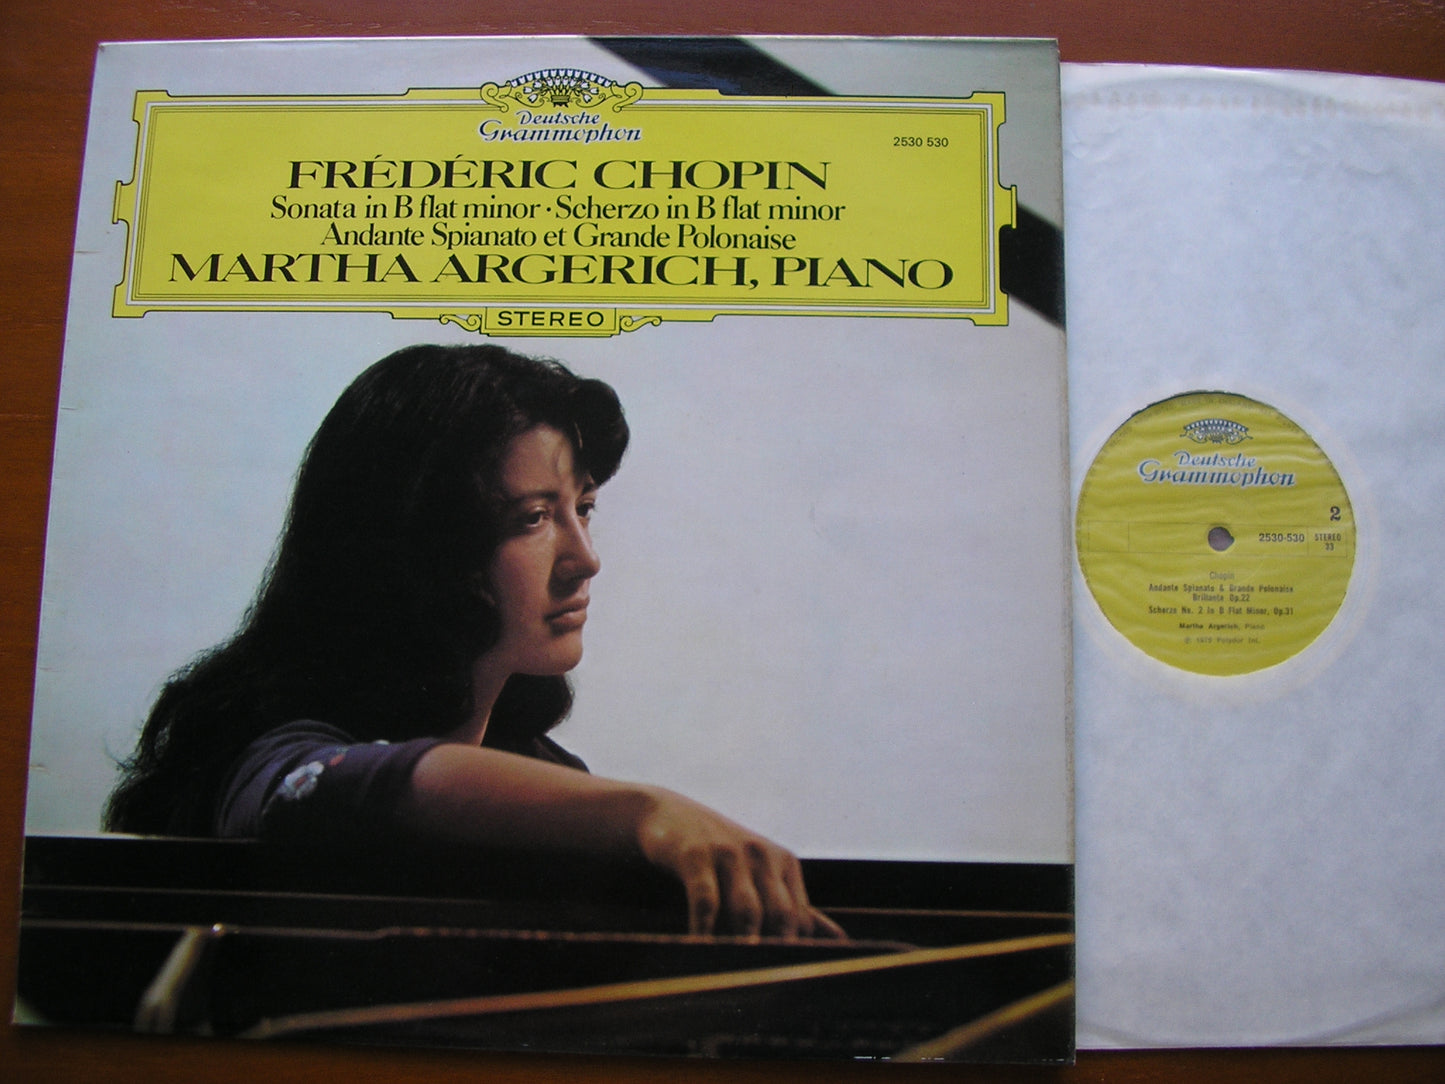 Deutsche
Grammophon
2530 530
FRÉDÉRIC CHOPIN
Sonata in B flat minor · Scherzo in B flat minor
Andante Spianato et Grande Polonaise
MARTHA ARGERICH, PIANO
STEREO
Deutsche
Grammophon
2
2530-530
STEREO
33
Chopin
Andante Spianato & Grande Polonaise
Brillante Op.22
Scherzo No. 2 In B Flat Minor, Op.31
Martha Argerich, Piano
℗ 1975 Polydor Int.